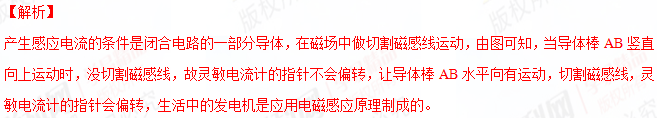 【解析】
产生感应电流的条件是闭合电路的一部分导体，在磁场中做切割磁感线运动，由图可知，当导体棒 AB 竖直
向上运动时，没切割磁感线，故灵敏电流计的指针不会偏转，让导体棒 AB 水平向有运动，切割磁感线，灵
敏电流计的指针会偏转，生活中的发电机是应用电磁感应原理制成的。